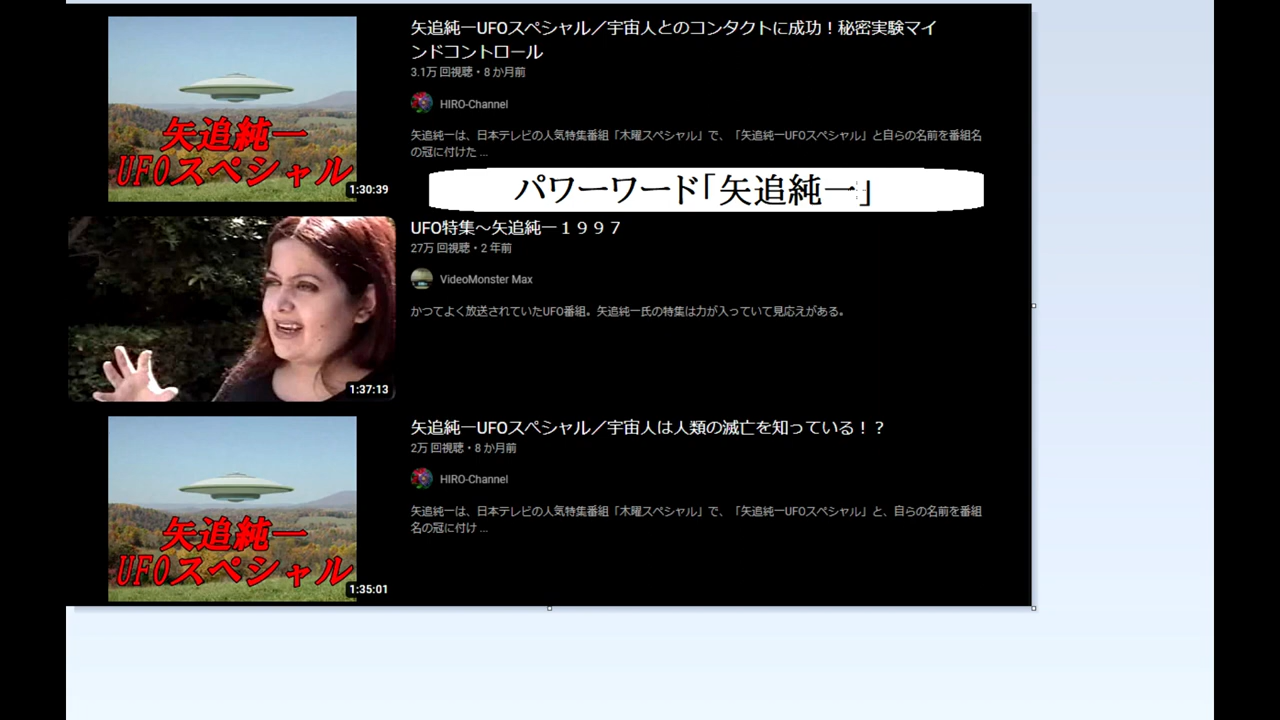 矢追純一UFOスペシャル／宇宙人とのコンタクトに成功！秘密実験マイ
ンドコントロール
3.1万 回視聴・8 か月前
HIRO-Channel
矢追純一は、日本テレビの人気特集番組「木曜スペシャル」で、「矢追純一UFOスペシャル」と自らの名前を番組名
の冠に付けた ...
矢追純一
UFOスペシャル
1:30:39
パワーワード「矢追純一」
UFO特集～矢追純一１９９７
27万 回視聴・2 年前
VideoMonster Max
かつてよく放送されていたUFO番組。矢追純一氏の特集は力が入っていて見応えがある。
1:37:13
矢追純一UFOスペシャル／宇宙人は人類の滅亡を知っている！？
2万 回視聴・8 か月前
HIRO-Channel
矢追純一は、日本テレビの人気特集番組「木曜スペシャル」で、「矢追純一UFOスペシャル」と、自らの名前を番組
名の冠に付け ...
矢追純一
UFOスペシャル
1:35:01